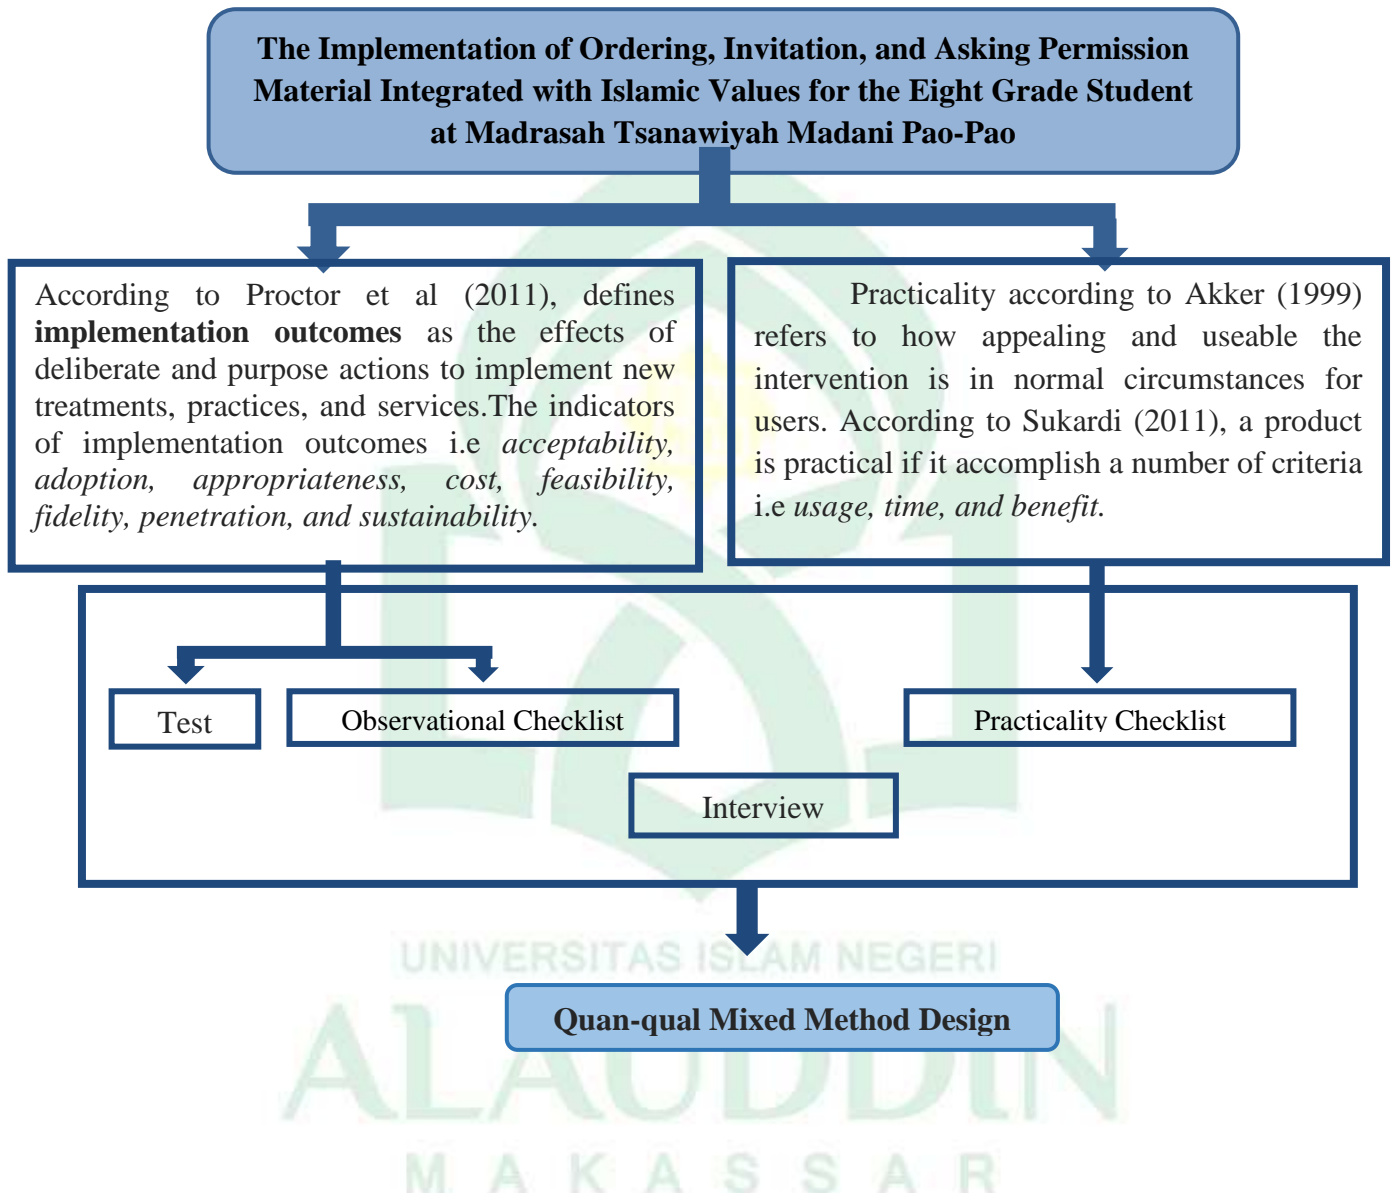 The Implementation of Ordering, Invitation, and Asking Permission
Material Integrated with Islamic Values for the Eight Grade Student
at Madrasah Tsanawiyah Madani Pao-Pao
According to Proctor et al (2011), defines
implementation outcomes as the effects of
deliberate and purpose actions to implement new
treatments, practices, and services.The indicators
of implementation outcomes i.e acceptability,
adoption, appropriateness, cost, feasibility,
fidelity, penetration, and sustainability.
Practicality according to Akker (1999)
refers to how appealing and useable the
intervention is in normal circumstances for
users. According to Sukardi (2011), a product
is practical if it accomplish a number of criteria
i.e usage, time, and benefit.
Test
Observational Checklist
Practicality Checklist
Interview
UNIVERSITAS ISLAM NEGERI
Quan-qual Mixed Method Design
ALAUDDIN
MAKASSAR